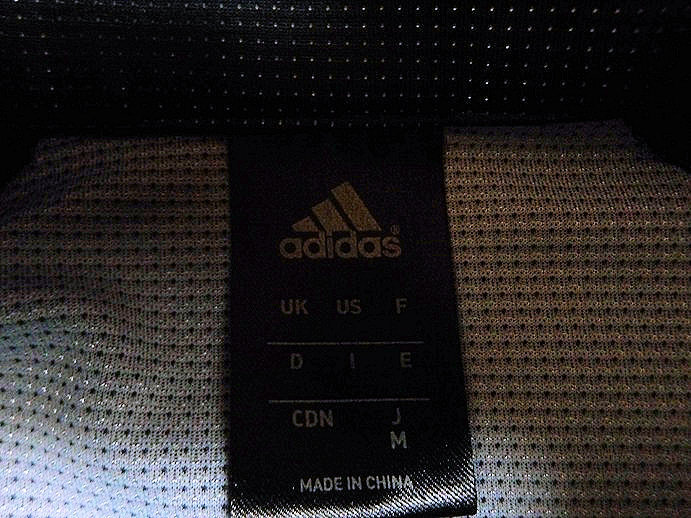 adidas®
UK US F
D I E
CDN J
M
MADE IN CHINA